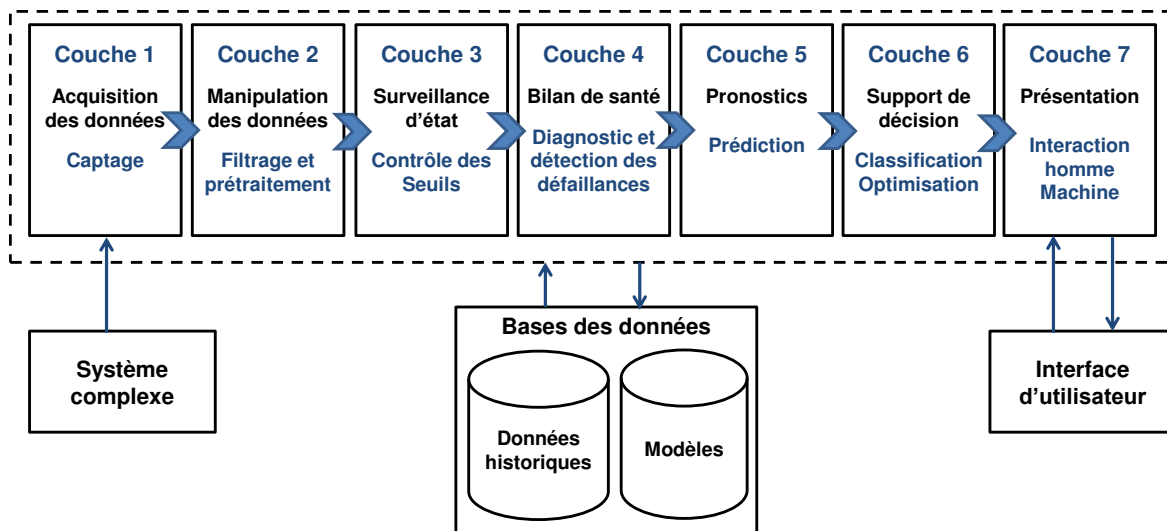 Couche 1
Acquisition
des données
Captage
Couche 2
Manipulation
des données
Filtrage et
prétraitement
Couche 3
Surveillance
d’état
Contrôle des
Seuils
Couche 4
Bilan de santé
Diagnostic et
détection des
défaillances
Couche 5
Pronostics
Prédiction
Couche 6
Support de
décision
Classification
Optimisation
Couche 7
Présentation
Interaction
homme
Machine
Système
complexe
Bases des données
Données
historiques
Modèles
Interface
d’utilisateur